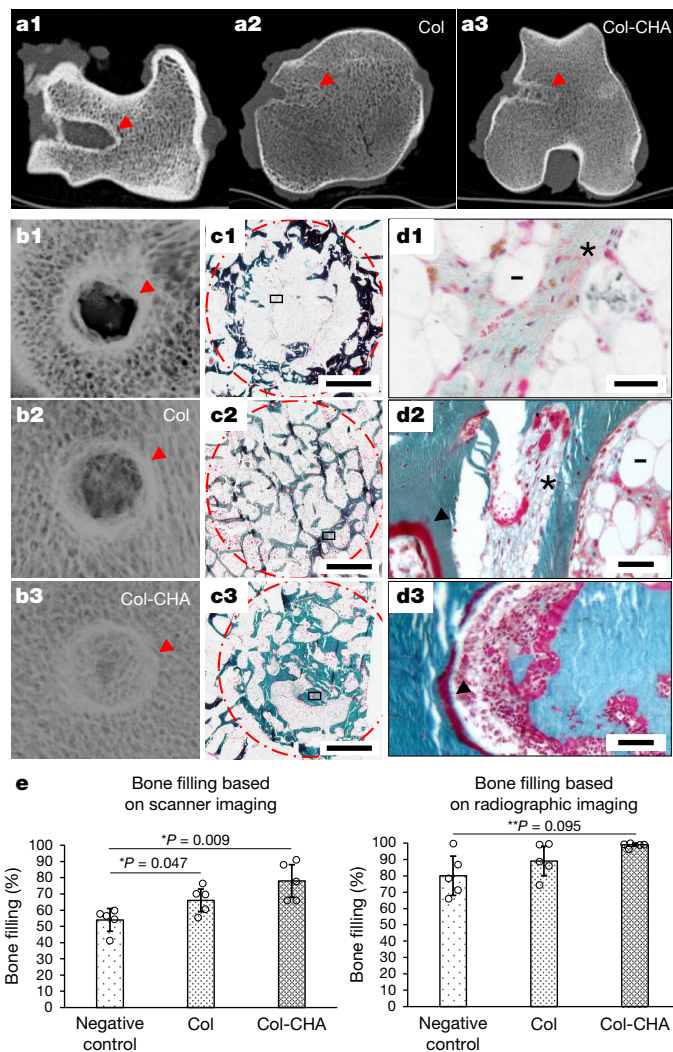 a1
a2
Col
a3
Col-CHA
b1
c1
d1
*
-
b2
Col
c2
d2
*
-
b3
Col-CHA
c3
d3
e
Bone filling based
on scanner imaging
*P = 0.009
*P = 0.047
Bone filling (%)
100
90
80
70
60
50
40
30
20
10
0
Negative
control
Col
Col-CHA
Bone filling based
on radiographic imaging
**P = 0.095
Bone filling (%)
100
90
80
70
60
50
40
30
20
10
0
Negative
control
Col
Col-CHA